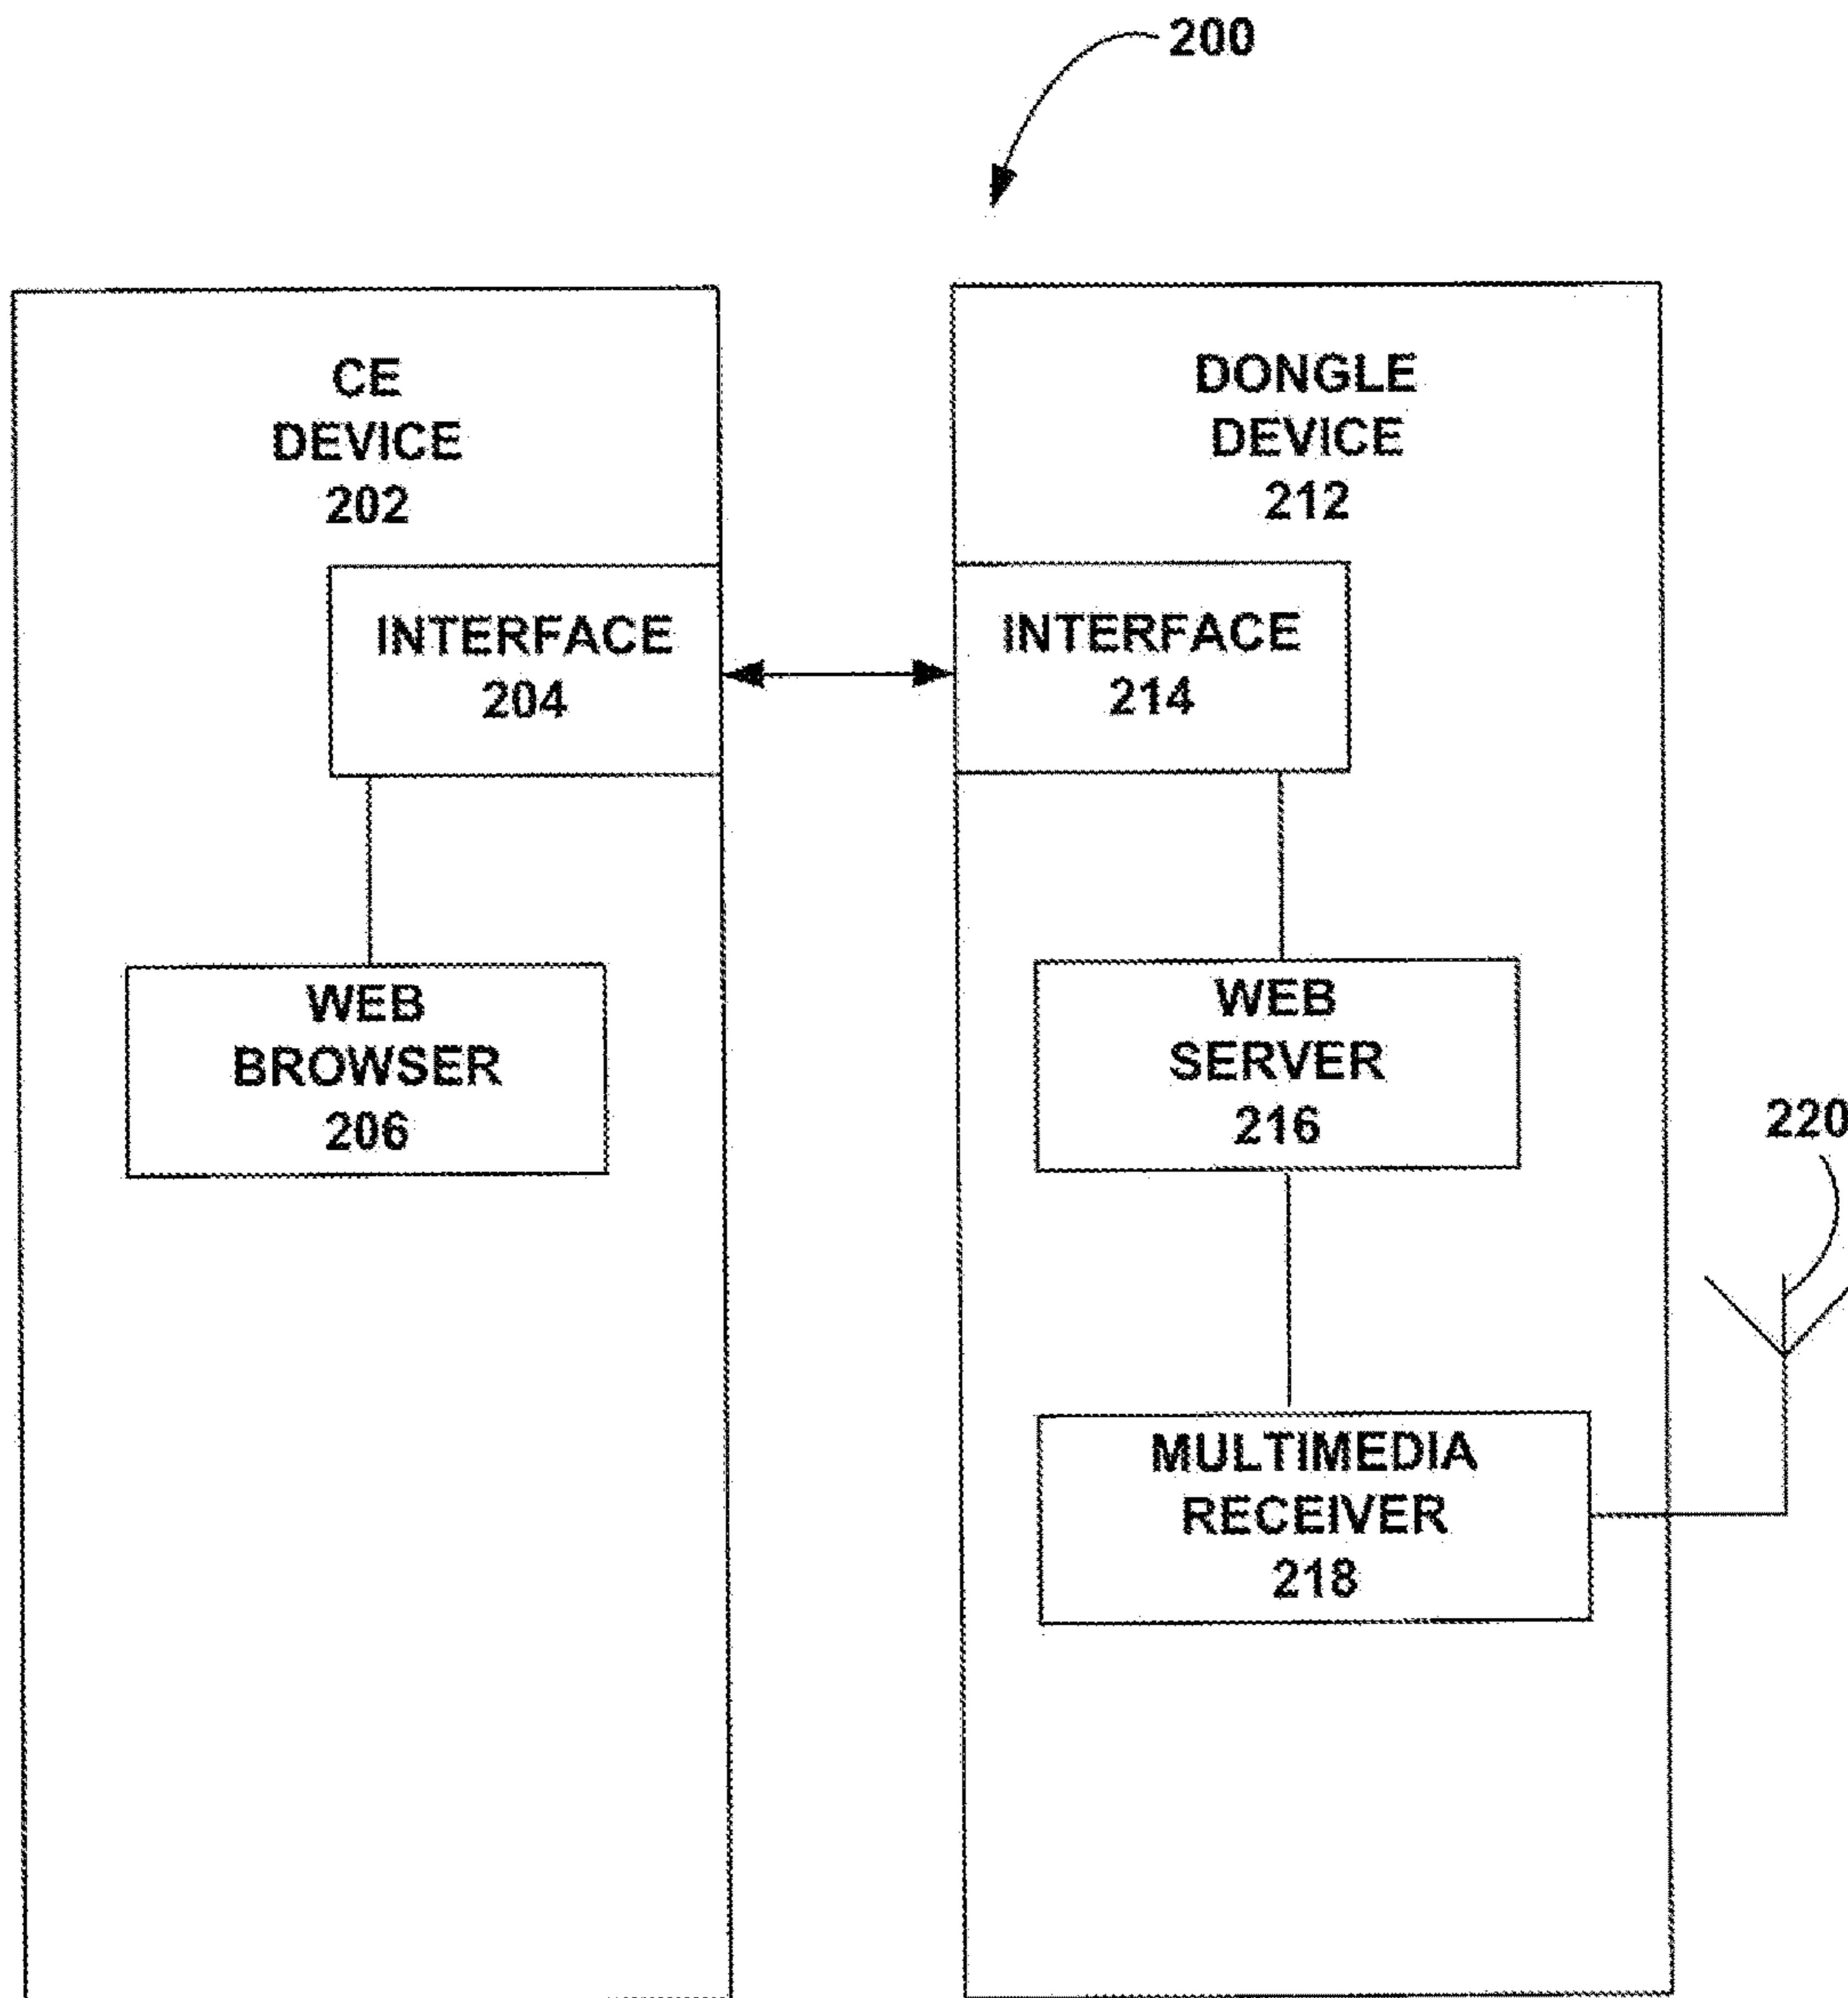 200
CE
DEVICE
202
INTERFACE
204
WEB
BROWSER
206
DONGLE
DEVICE
212
INTERFACE
214
WEB
SERVER
216
220
MULTIMEDIA
RECEIVER
218